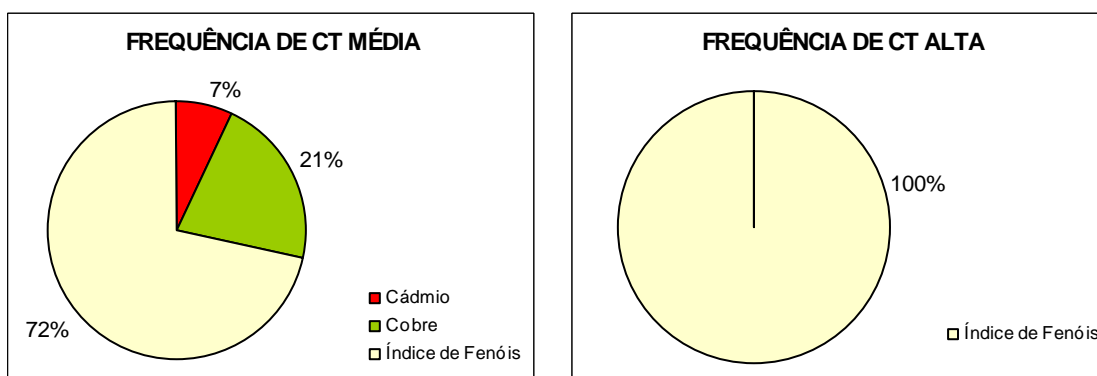 FREQUÊNCIA DE CT MÉDIA
7%
21%
72%
Cádmio
Cobre
Índice de Fenóis
FREQUÊNCIA DE CT ALTA
100%
Índice de Fenóis